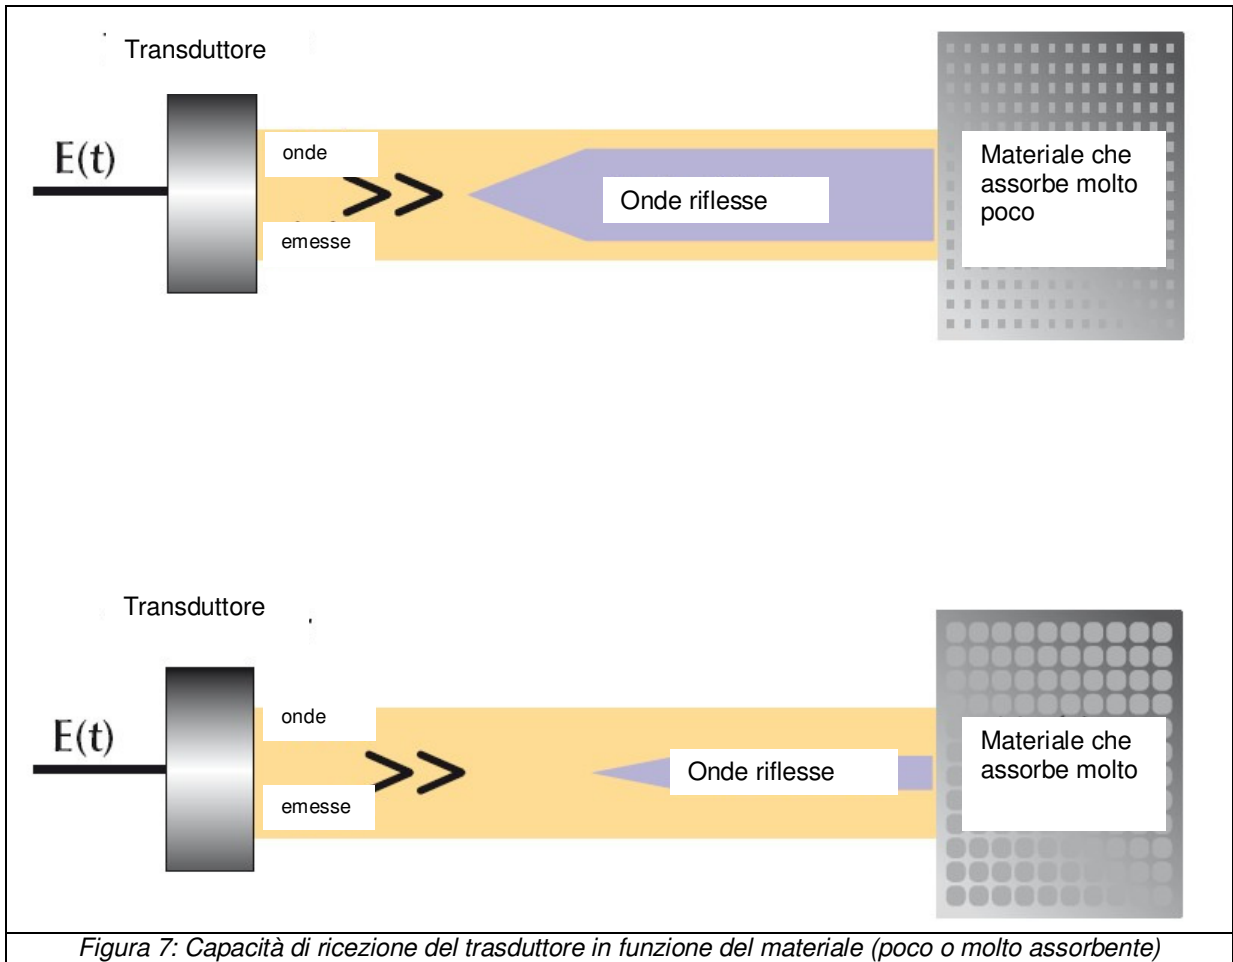 Transduttore
E(t)
onde
emesse
Onde riflesse
Materiale che
assorbe molto
poco
Transduttore
E(t)
onde
emesse
Onde riflesse
Materiale che
assorbe molto
Figura 7: Capacità di ricezione del trasduttore in funzione del materiale (poco o molto assorbente)